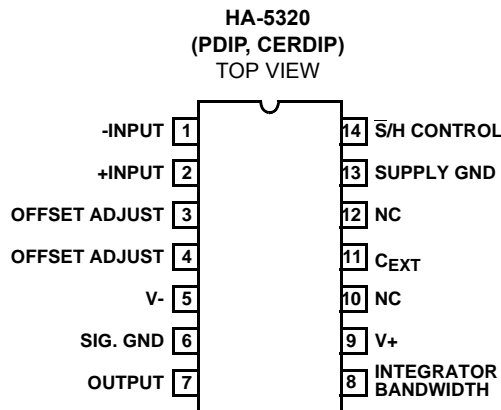 HA-5320
(PDIP, CERDIP)
TOP VIEW
-INPUT 1
+INPUT 2
OFFSET ADJUST 3
OFFSET ADJUST 4
V- 5
SIG. GND 6
OUTPUT 7
14 S̅/H CONTROL
13 SUPPLY GND
12 NC
11 CEXT
10 NC
9 V+
8 INTEGRATOR
BANDWIDTH